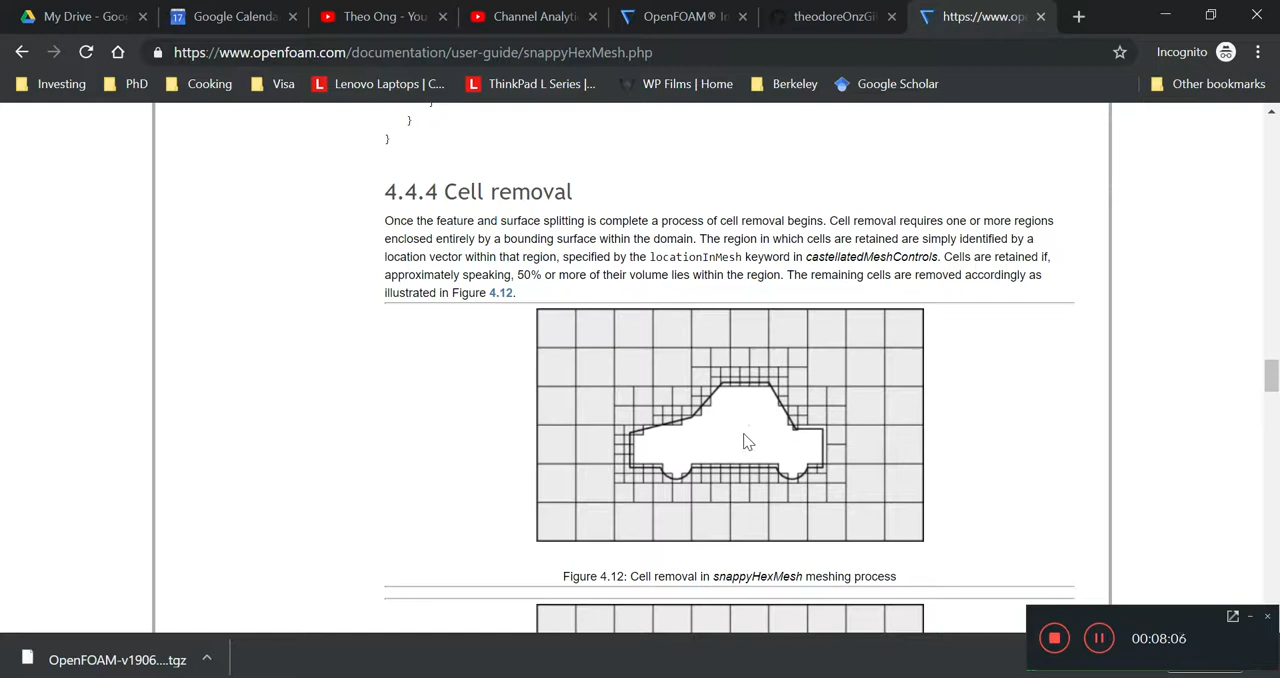 My Drive - Goo
Google Calenda
Theo Ong - You
Channel Analyti
OpenFOAM® In
theodoreOnzGi
https://www.op
https://www.openfoam.com/documentation/user-guide/snappyHexMesh.php
Incognito
Investing
PhD
Cooking
Visa
Lenovo Laptops | C...
ThinkPad L Series |...
WP Films | Home
Berkeley
Google Scholar
Other bookmarks
}
}
4.4.4 Cell removal
Once the feature and surface splitting is complete a process of cell removal begins. Cell removal requires one or more regions
enclosed entirely by a bounding surface within the domain. The region in which cells are retained are simply identified by a
location vector within that region, specified by the locationInMesh keyword in castellatedMeshControls. Cells are retained if,
approximately speaking, 50% or more of their volume lies within the region. The remaining cells are removed accordingly as
illustrated in Figure 4.12.
Figure 4.12: Cell removal in snappyHexMesh meshing process
OpenFOAM-v1906....tgz
00:08:06